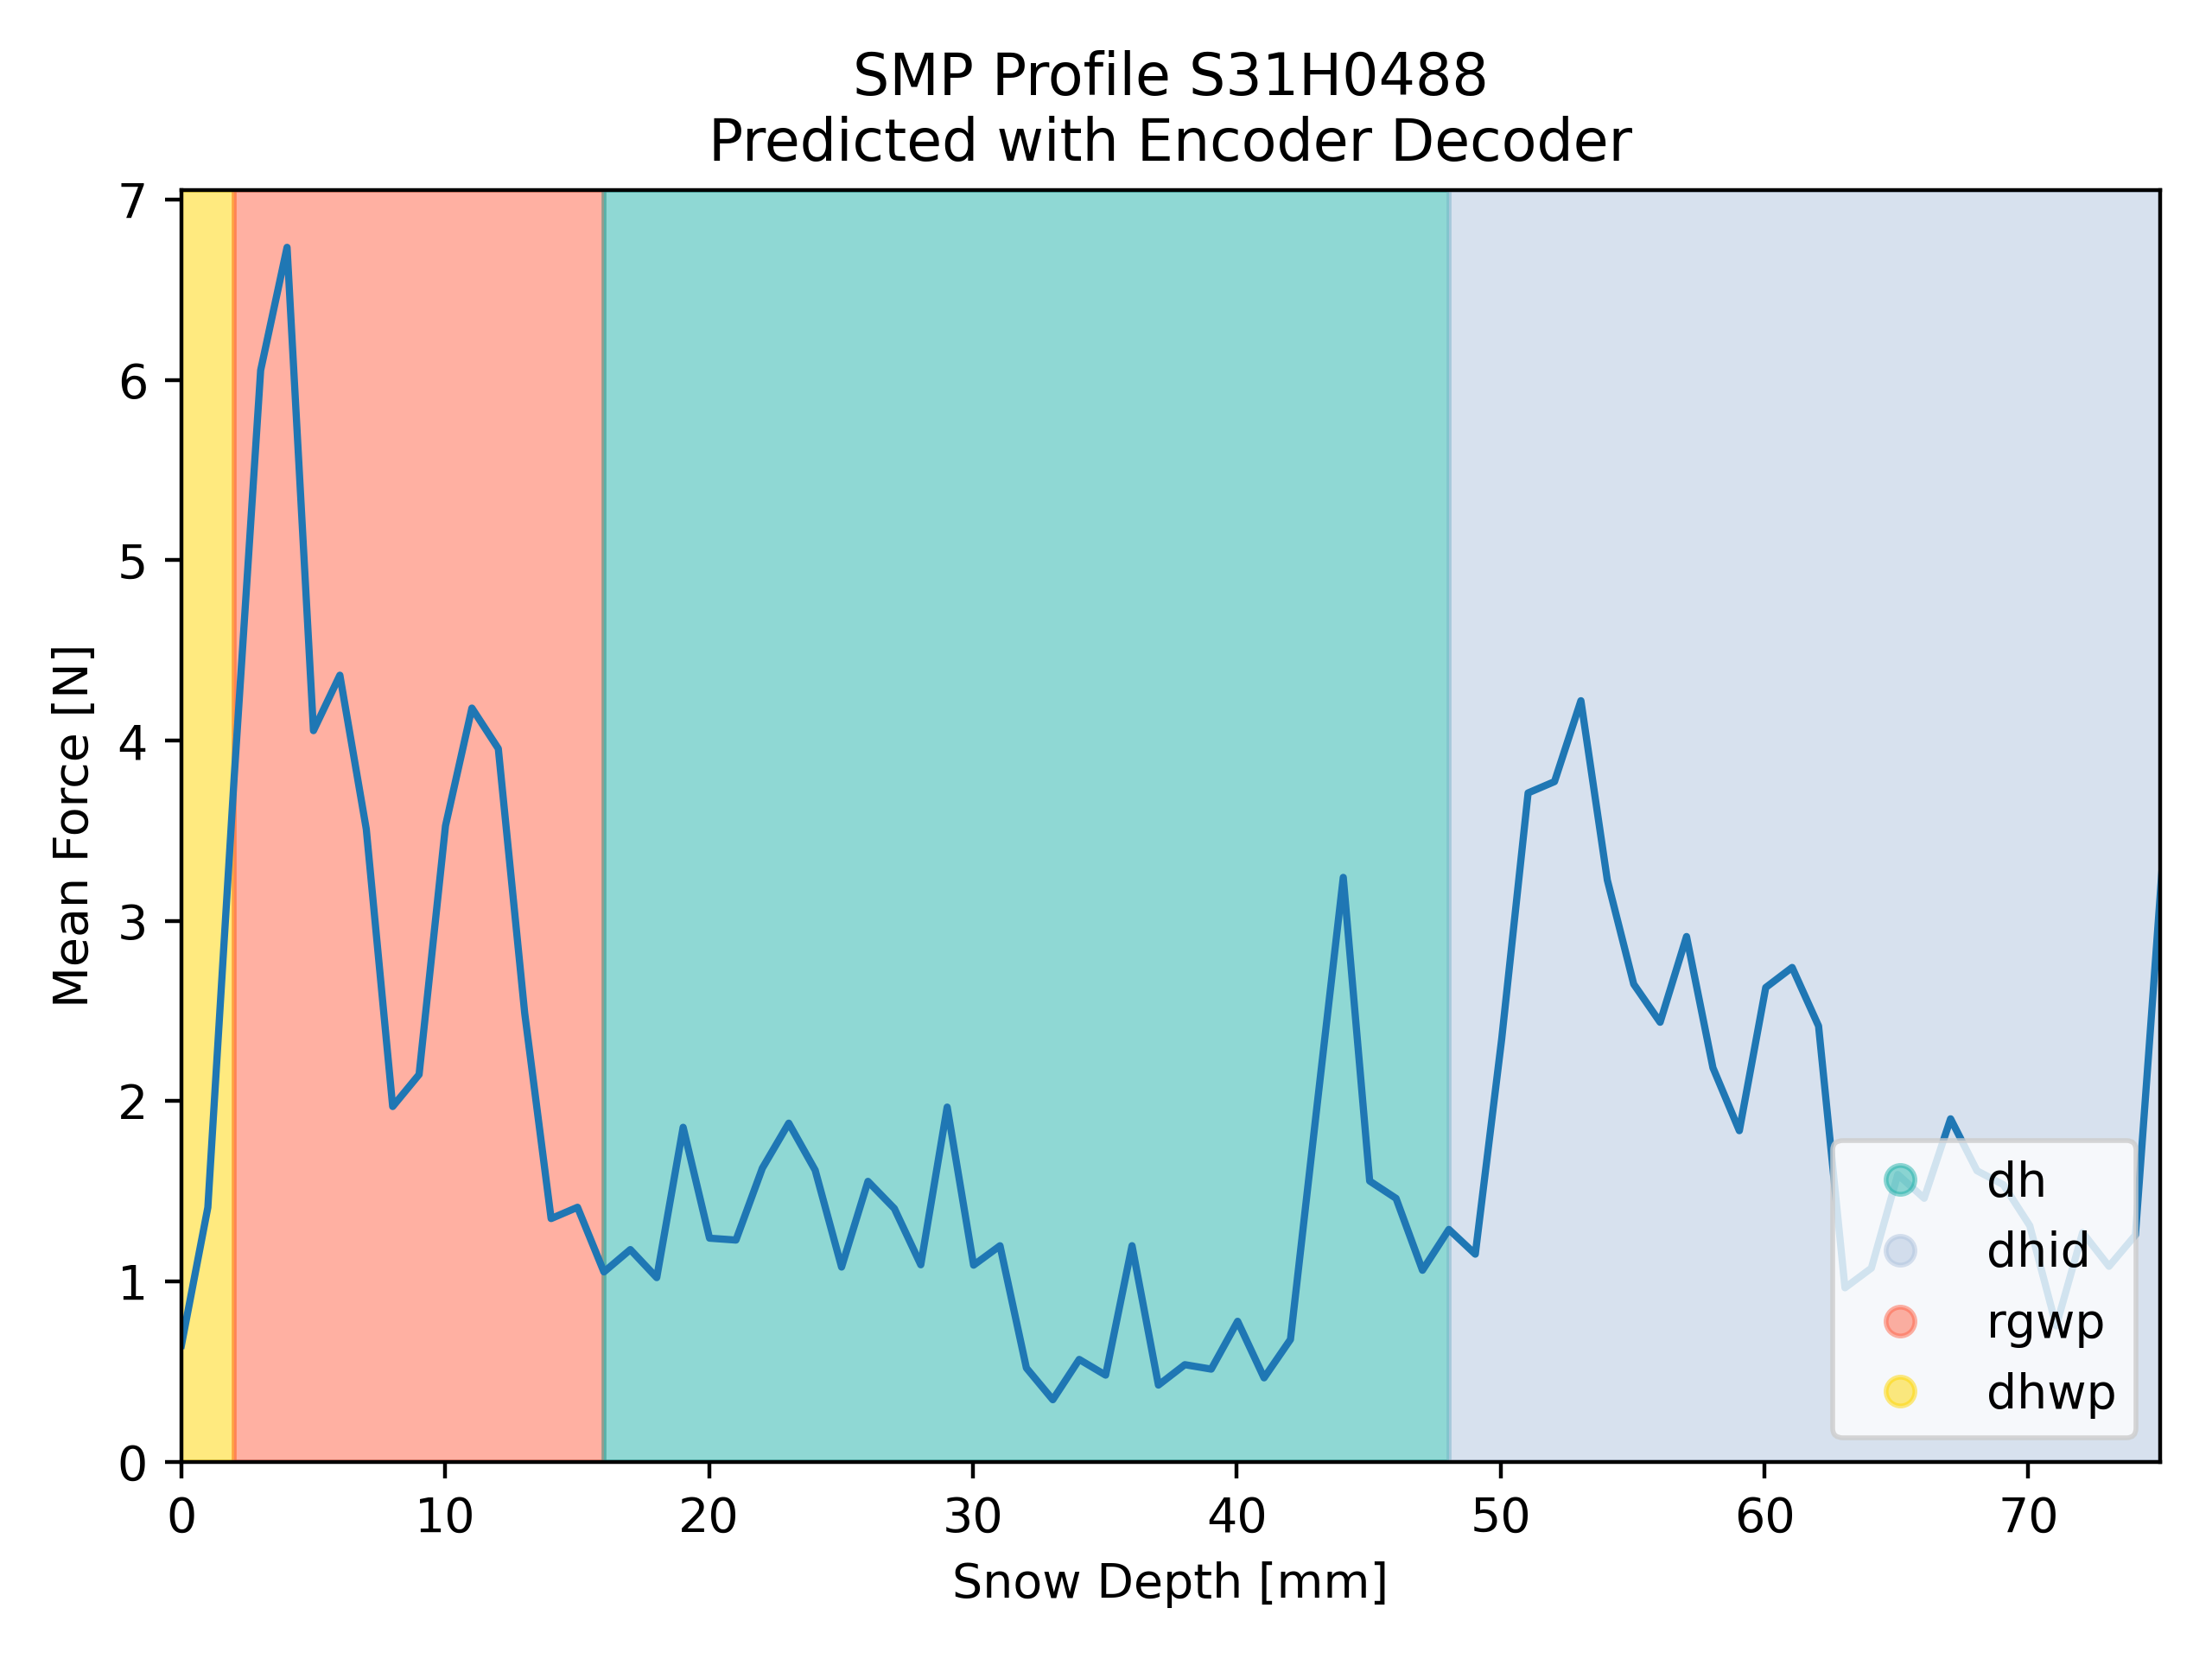 SMP Profile S31H0488
Predicted with Encoder Decoder
Mean Force [N]
7
6
5
4
3
2
1
0
0 10 20 30 40 50 60 70
Snow Depth [mm]
dh
dhid
rgwp
dhwp